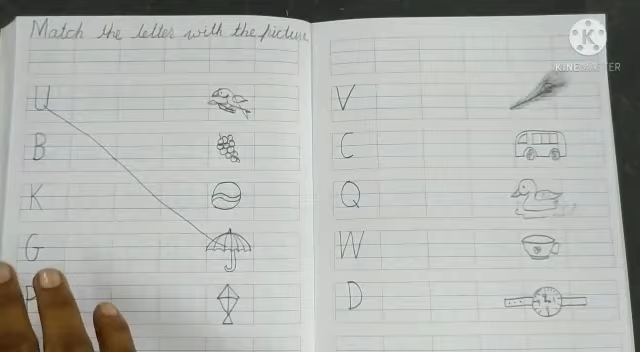 Match the letter with the picture
U
B
K
G
V
C
Q
W
D
K
KINEMASTER